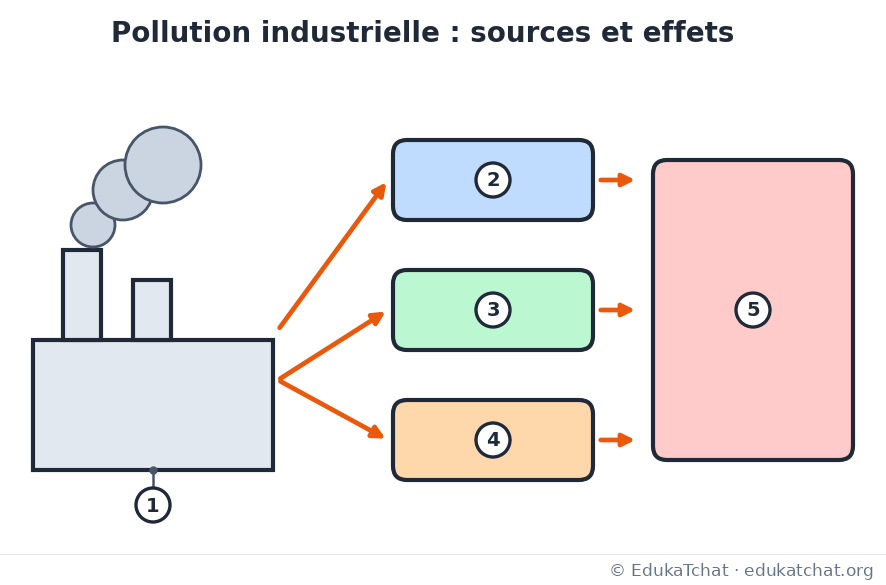 Pollution industrielle : sources et effets
2
3
5
4
1
© EdukaTchat · edukatchat.org